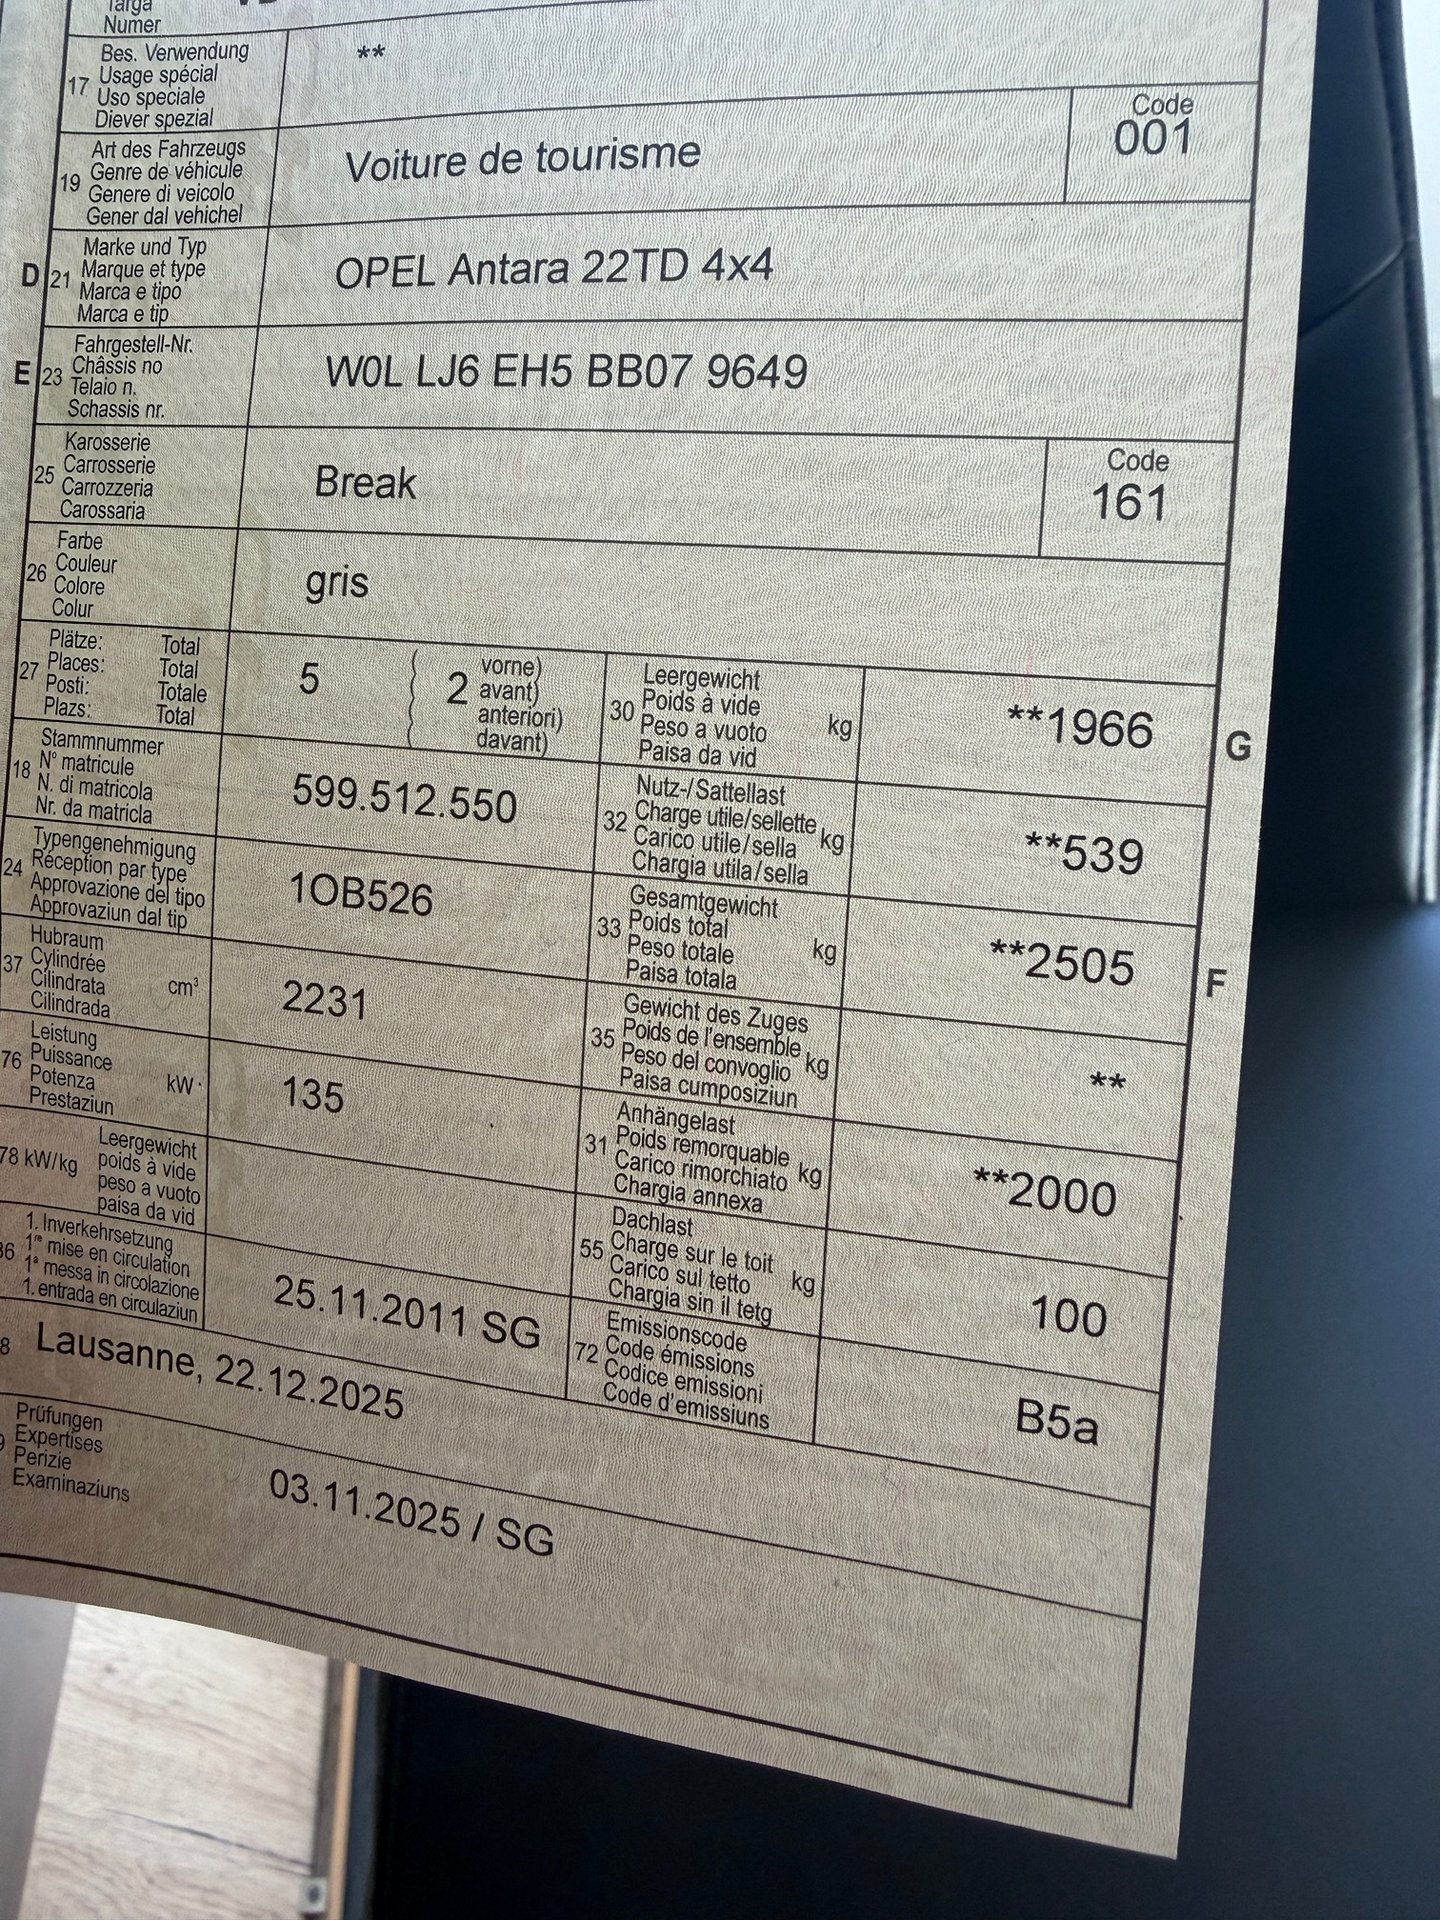 Targa
Numer
17
Bes. Verwendung
Usage spécial
Uso speciale
Diever spezial
**
19
Art des Fahrzeugs
Genre de véhicule
Genere di veicolo
Gener dal vehichel
Voiture de tourisme
Code
001
D
21
Marke und Typ
Marque et type
Marca e tipo
Marca e tip
OPEL Antara 22TD 4x4
E
23
Fahrgestell-Nr.
Châssis no
Telaio n.
Schassis nr.
W0L LJ6 EH5 BB07 9649
25
Karosserie
Carrosserie
Carrozzeria
Carossaria
Break
Code
161
26
Farbe
Couleur
Colore
Colur
gris
27
Plätze: Total
Places: Total
Posti: Totale
Plazs: Total
5
2
vorne)
avant)
anteriori)
davant)
30
Leergewicht
Poids à vide
Peso a vuoto
Paisa da vid
kg
**1966
G
18
Stammnummer
N° matricule
N. di matricola
Nr. da matricla
599.512.550
32
Nutz-/Sattellast
Charge utile/sellette
Carico utile/sella
Chargia utila/sella
kg
**539
24
Typengenehmigung
Réception par type
Approvazione del tipo
Approvaziun dal tip
1OB526
33
Gesamtgewicht
Poids total
Peso totale
Paisa totala
kg
**2505
F
37
Hubraum
Cylindrée
Cilindrata
Cilindrada
cm³
2231
35
Gewicht des Zuges
Poids de l'ensemble
Peso del convoglio
Paisa cumposiziun
kg
**
76
Leistung
Puissance
Potenza
Prestaziun
kW
135
31
Anhängelast
Poids remorquable
Carico rimorchiato
Chargia annexa
kg
**2000
78 kW/kg
Leergewicht
poids à vide
peso a vuoto
paisa da vid
55
Dachlast
Charge sur le toit
Carico sul tetto
Chargia sin il tetg
kg
100
36
1. Inverkehrsetzung
1re mise en circulation
1a messa in circolazione
1. entrada en circulaziun
25.11.2011 SG
72
Emissionscode
Code émissions
Codice emissioni
Code d'emissiuns
B5a
8
Lausanne, 22.12.2025
9
Prüfungen
Expertises
Perizie
Examinaziuns
03.11.2025 / SG